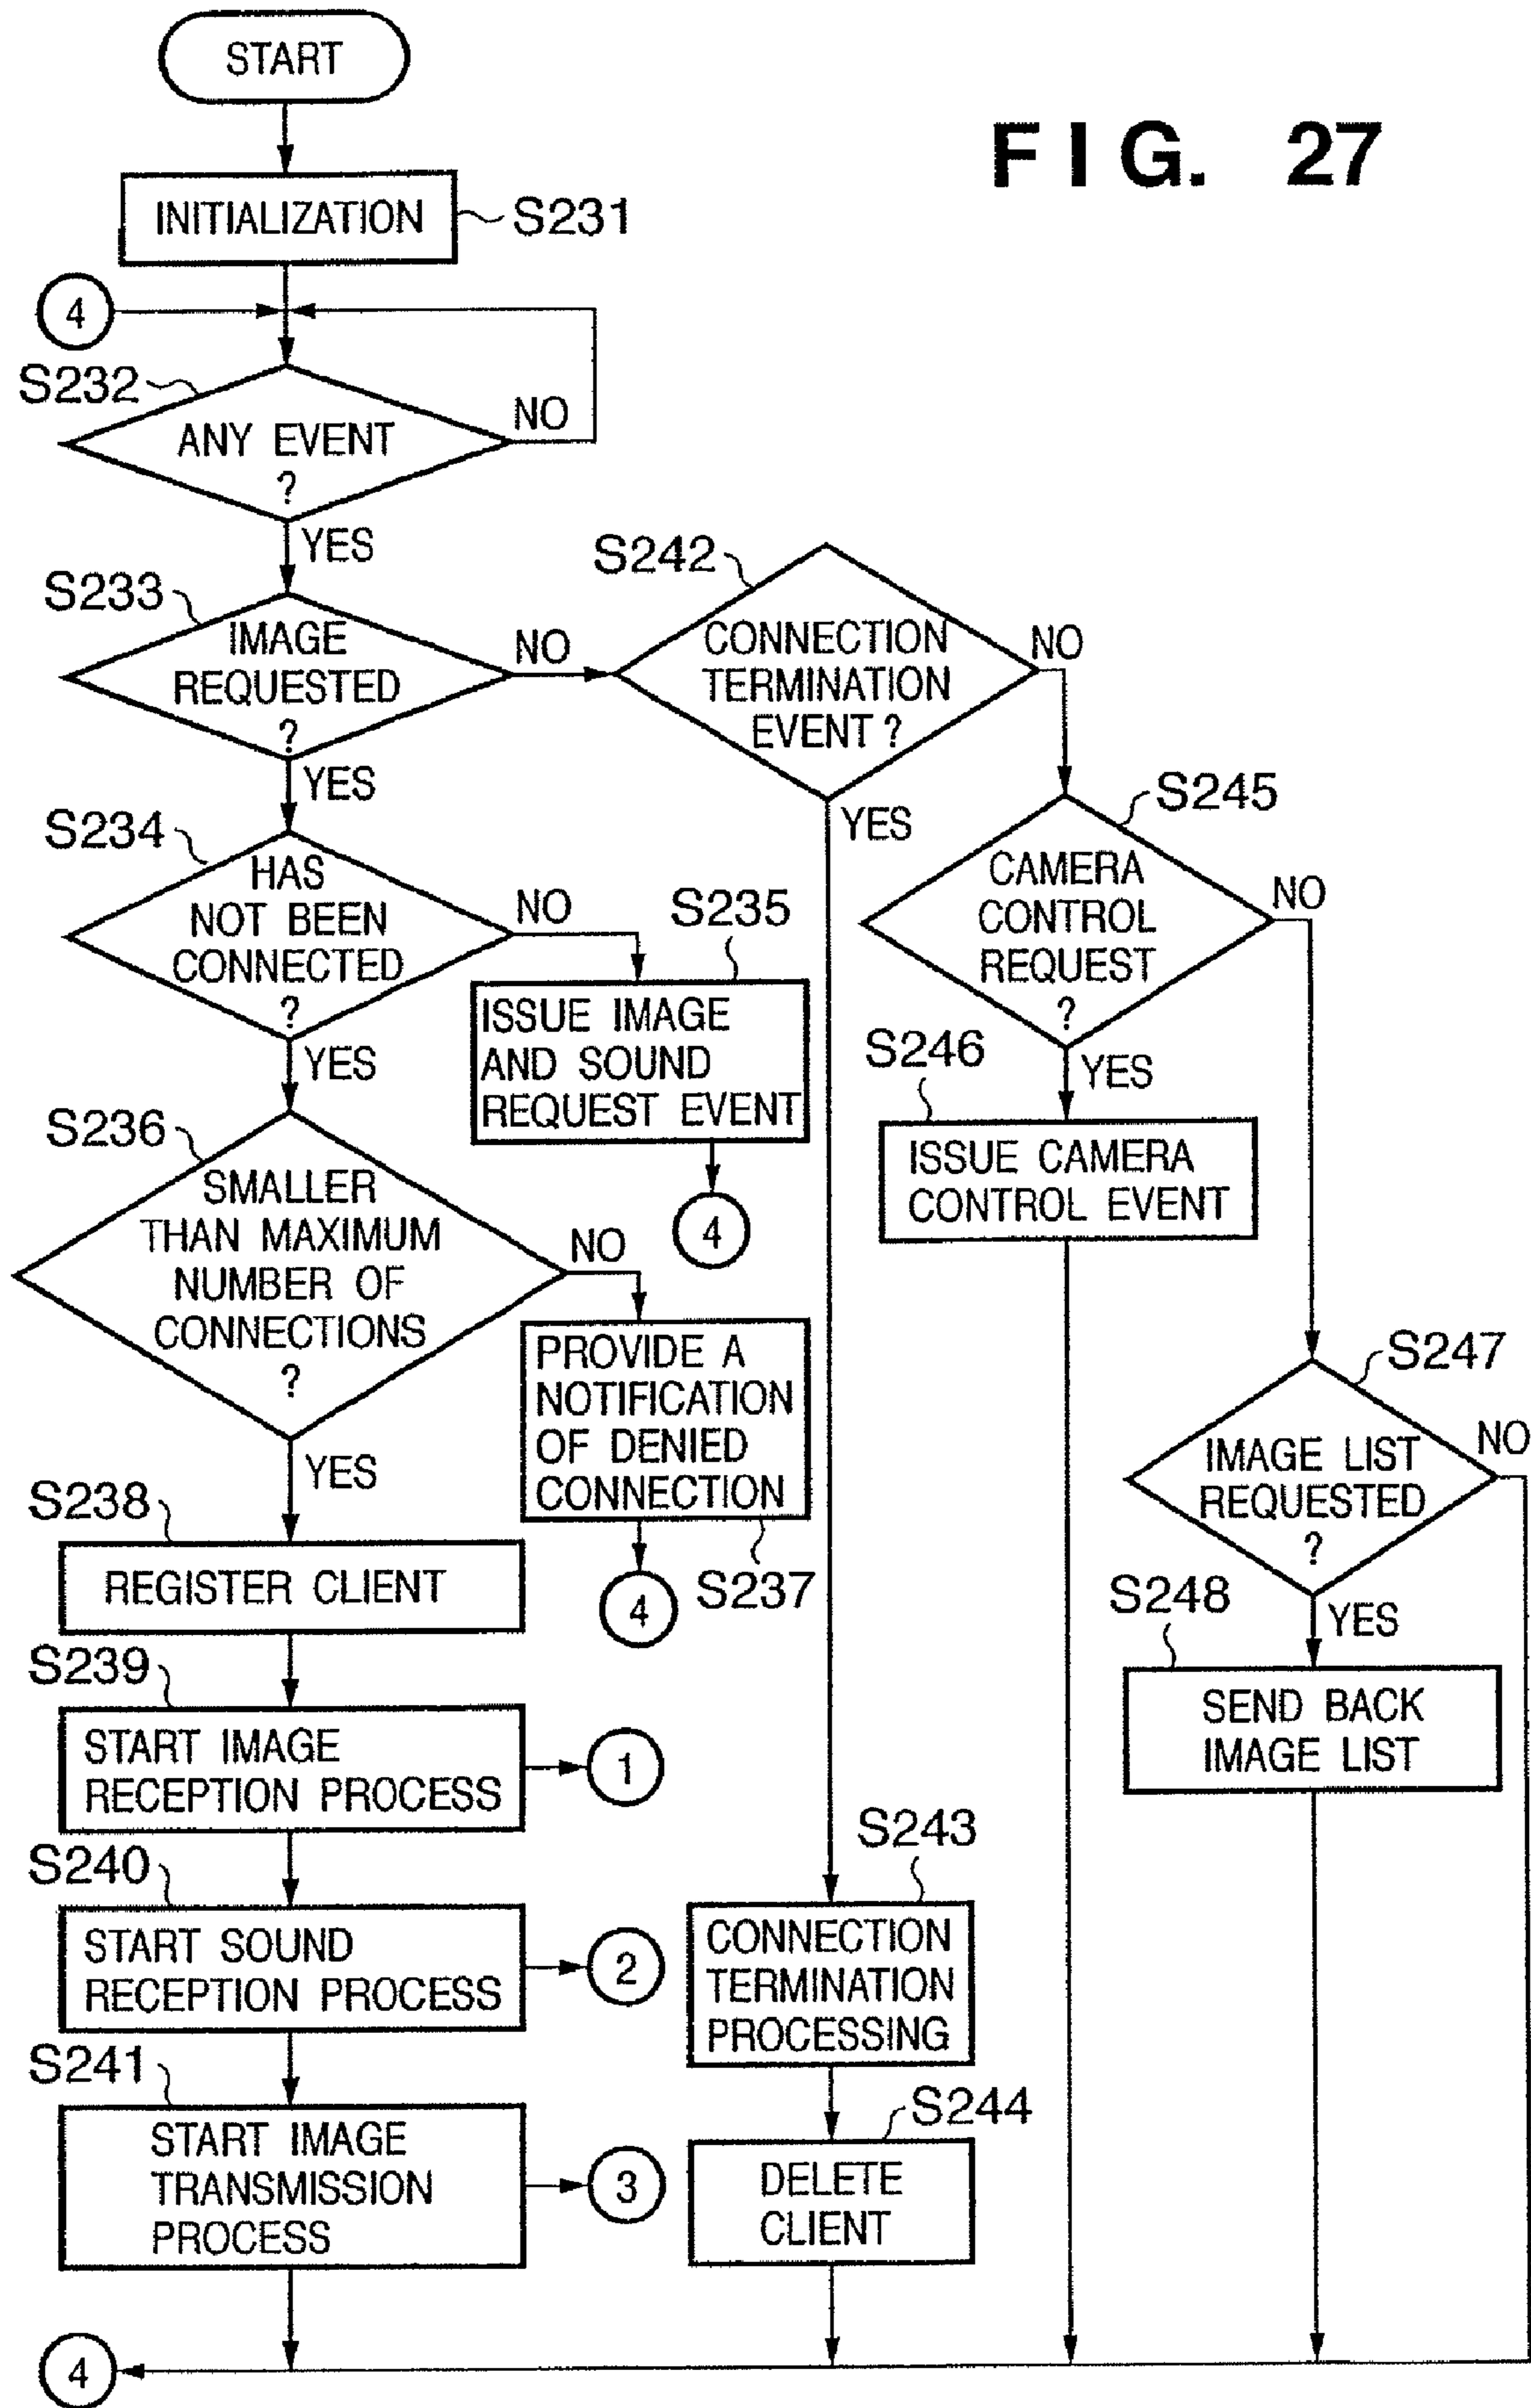 START
FIG. 27
INITIALIZATION
S231
4
S232
ANY EVENT
?
NO
YES
S233
IMAGE
REQUESTED
?
NO
YES
S242
CONNECTION
TERMINATION
EVENT ?
NO
YES
S234
HAS
NOT BEEN
CONNECTED
?
NO
YES
S235
ISSUE IMAGE
AND SOUND
REQUEST EVENT
4
S245
CAMERA
CONTROL
REQUEST
?
NO
YES
S246
ISSUE CAMERA
CONTROL EVENT
S236
SMALLER
THAN MAXIMUM
NUMBER OF
CONNECTIONS
?
NO
YES
PROVIDE A
NOTIFICATION
OF DENIED
CONNECTION
S237
4
S247
IMAGE LIST
REQUESTED
?
NO
YES
S248
SEND BACK
IMAGE LIST
S238
REGISTER CLIENT
S239
START IMAGE
RECEPTION PROCESS
1
S240
START SOUND
RECEPTION PROCESS
2
S243
CONNECTION
TERMINATION
PROCESSING
S241
START IMAGE
TRANSMISSION
PROCESS
3
S244
DELETE
CLIENT
4